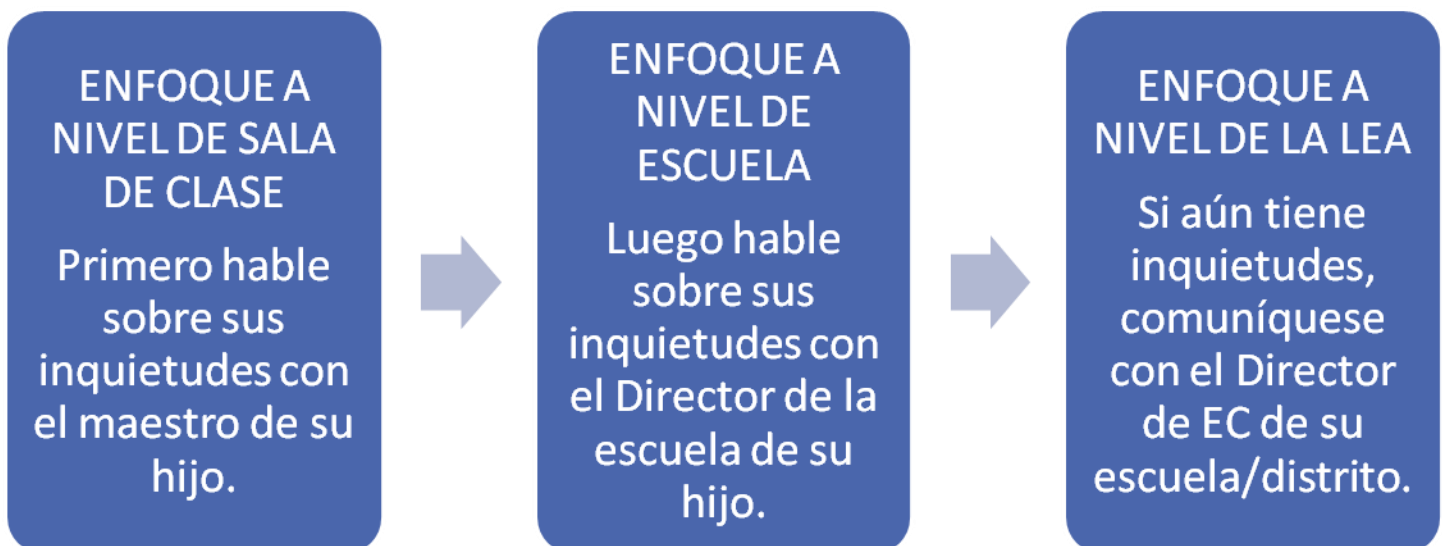 ENFOQUE A
NIVEL DE SALA
DE CLASE
Primero hable
sobre sus
inquietudes con
el maestro de su
hijo.
ENFOQUE A
NIVEL DE
ESCUELA
Luego hable
sobre sus
inquietudes con
el Director de la
escuela de su
hijo.
ENFOQUE A
NIVEL DE LA LEA
Si aún tiene
inquietudes,
comuníquese
con el Director
de EC de su
escuela/distrito.